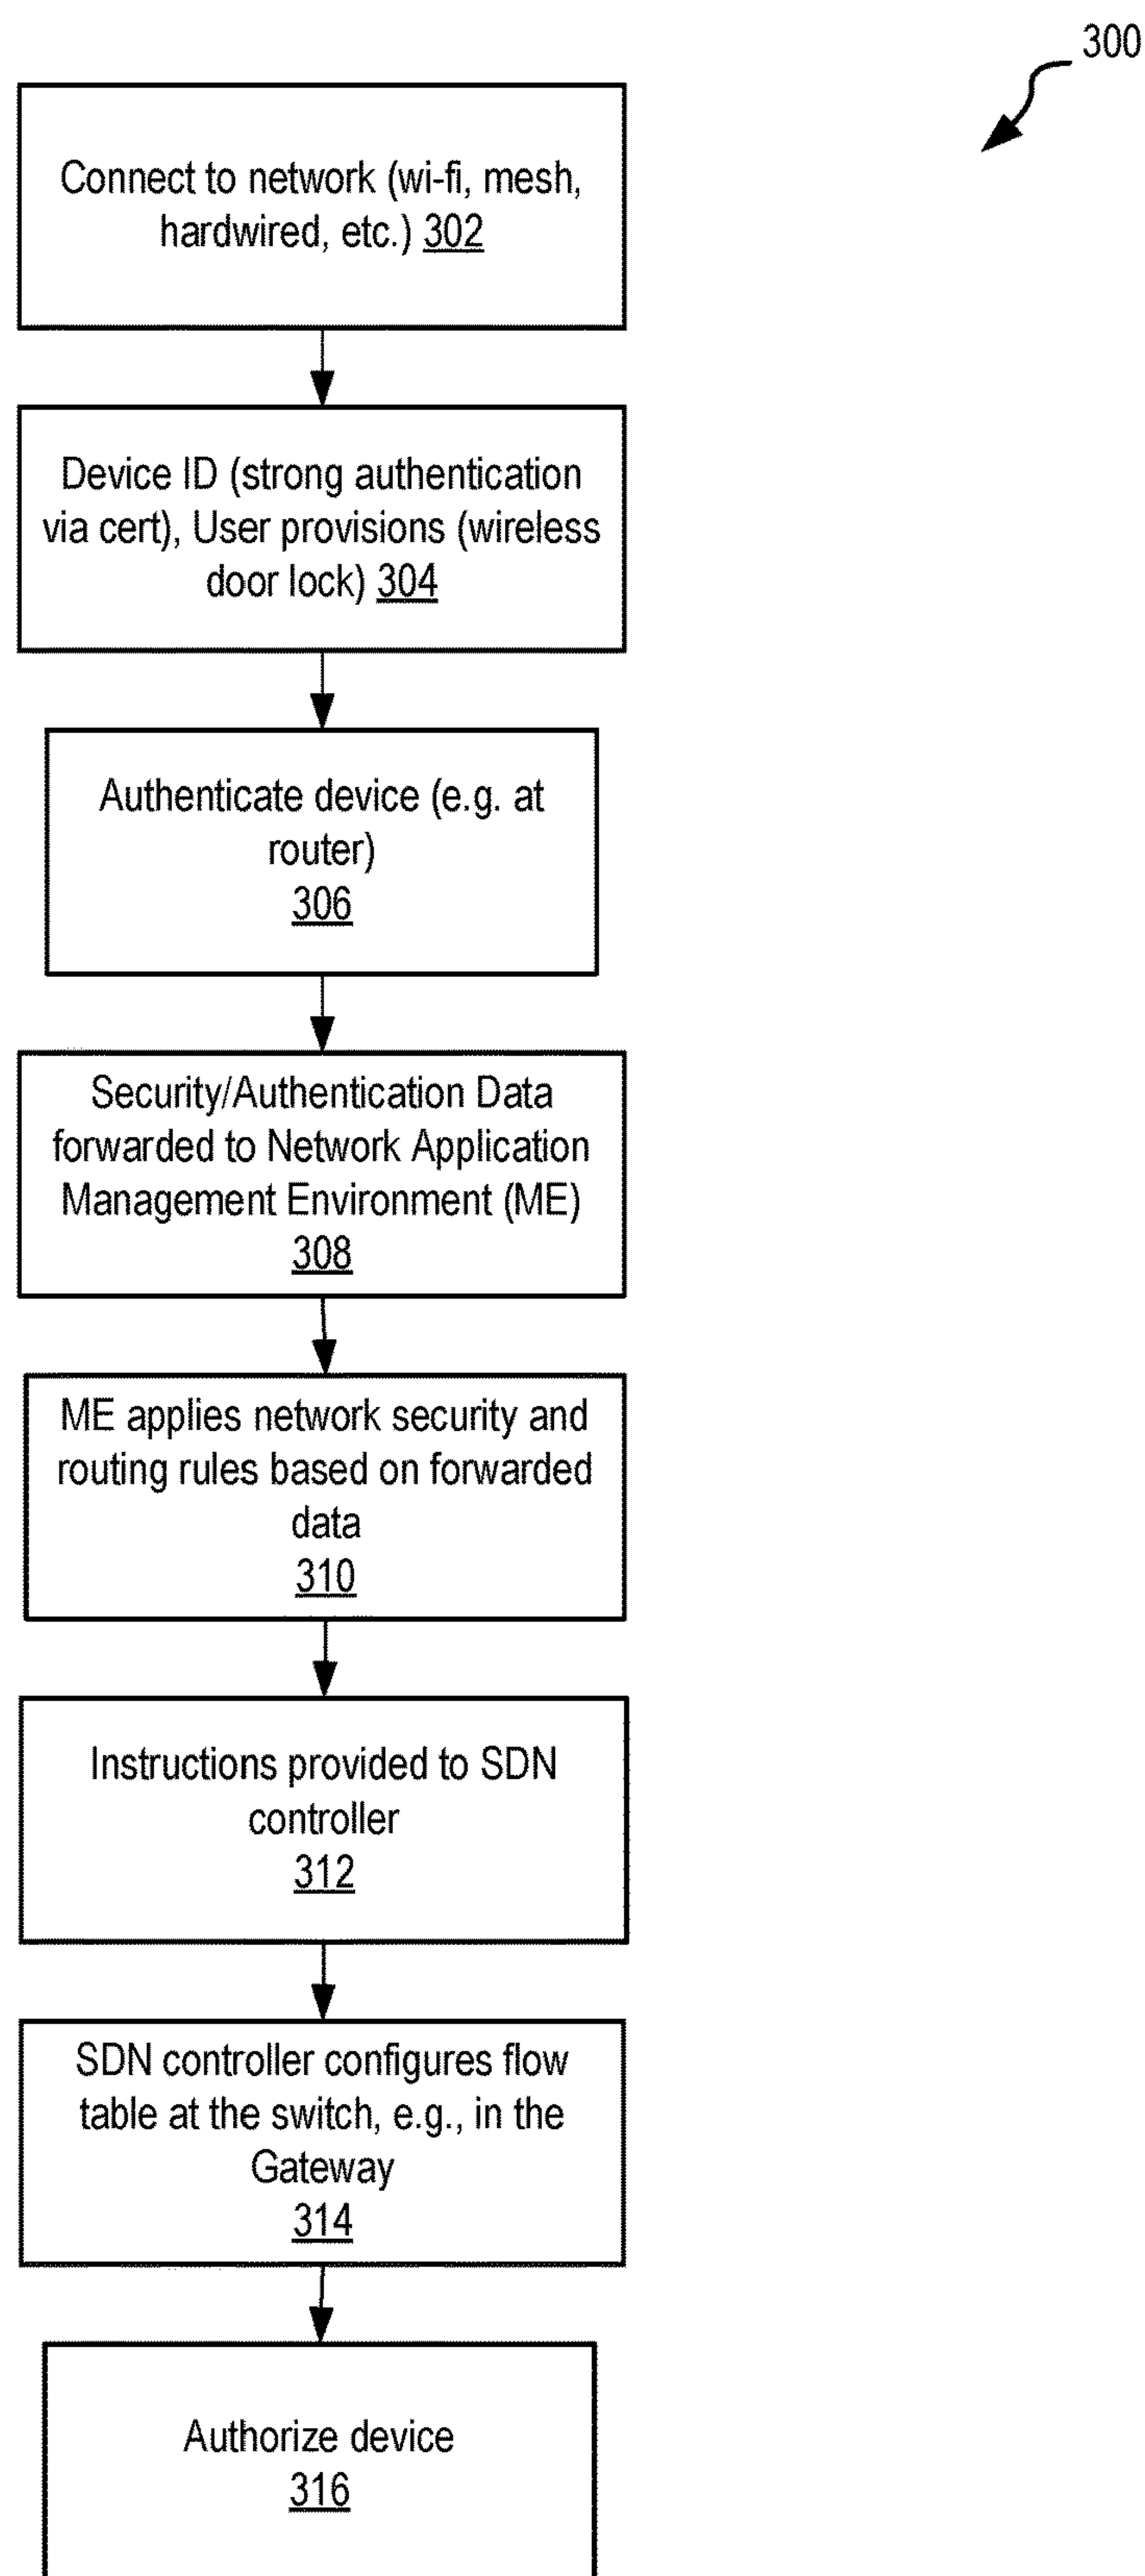 300
Connect to network (wi-fi, mesh,
hardwired, etc.) 302
Device ID (strong authentication
via cert), User provisions (wireless
door lock) 304
Authenticate device (e.g. at
router)
306
Security/Authentication Data
forwarded to Network Application
Management Environment (ME)
308
ME applies network security and
routing rules based on forwarded
data
310
Instructions provided to SDN
controller
312
SDN controller configures flow
table at the switch, e.g., in the
Gateway
314
Authorize device
316